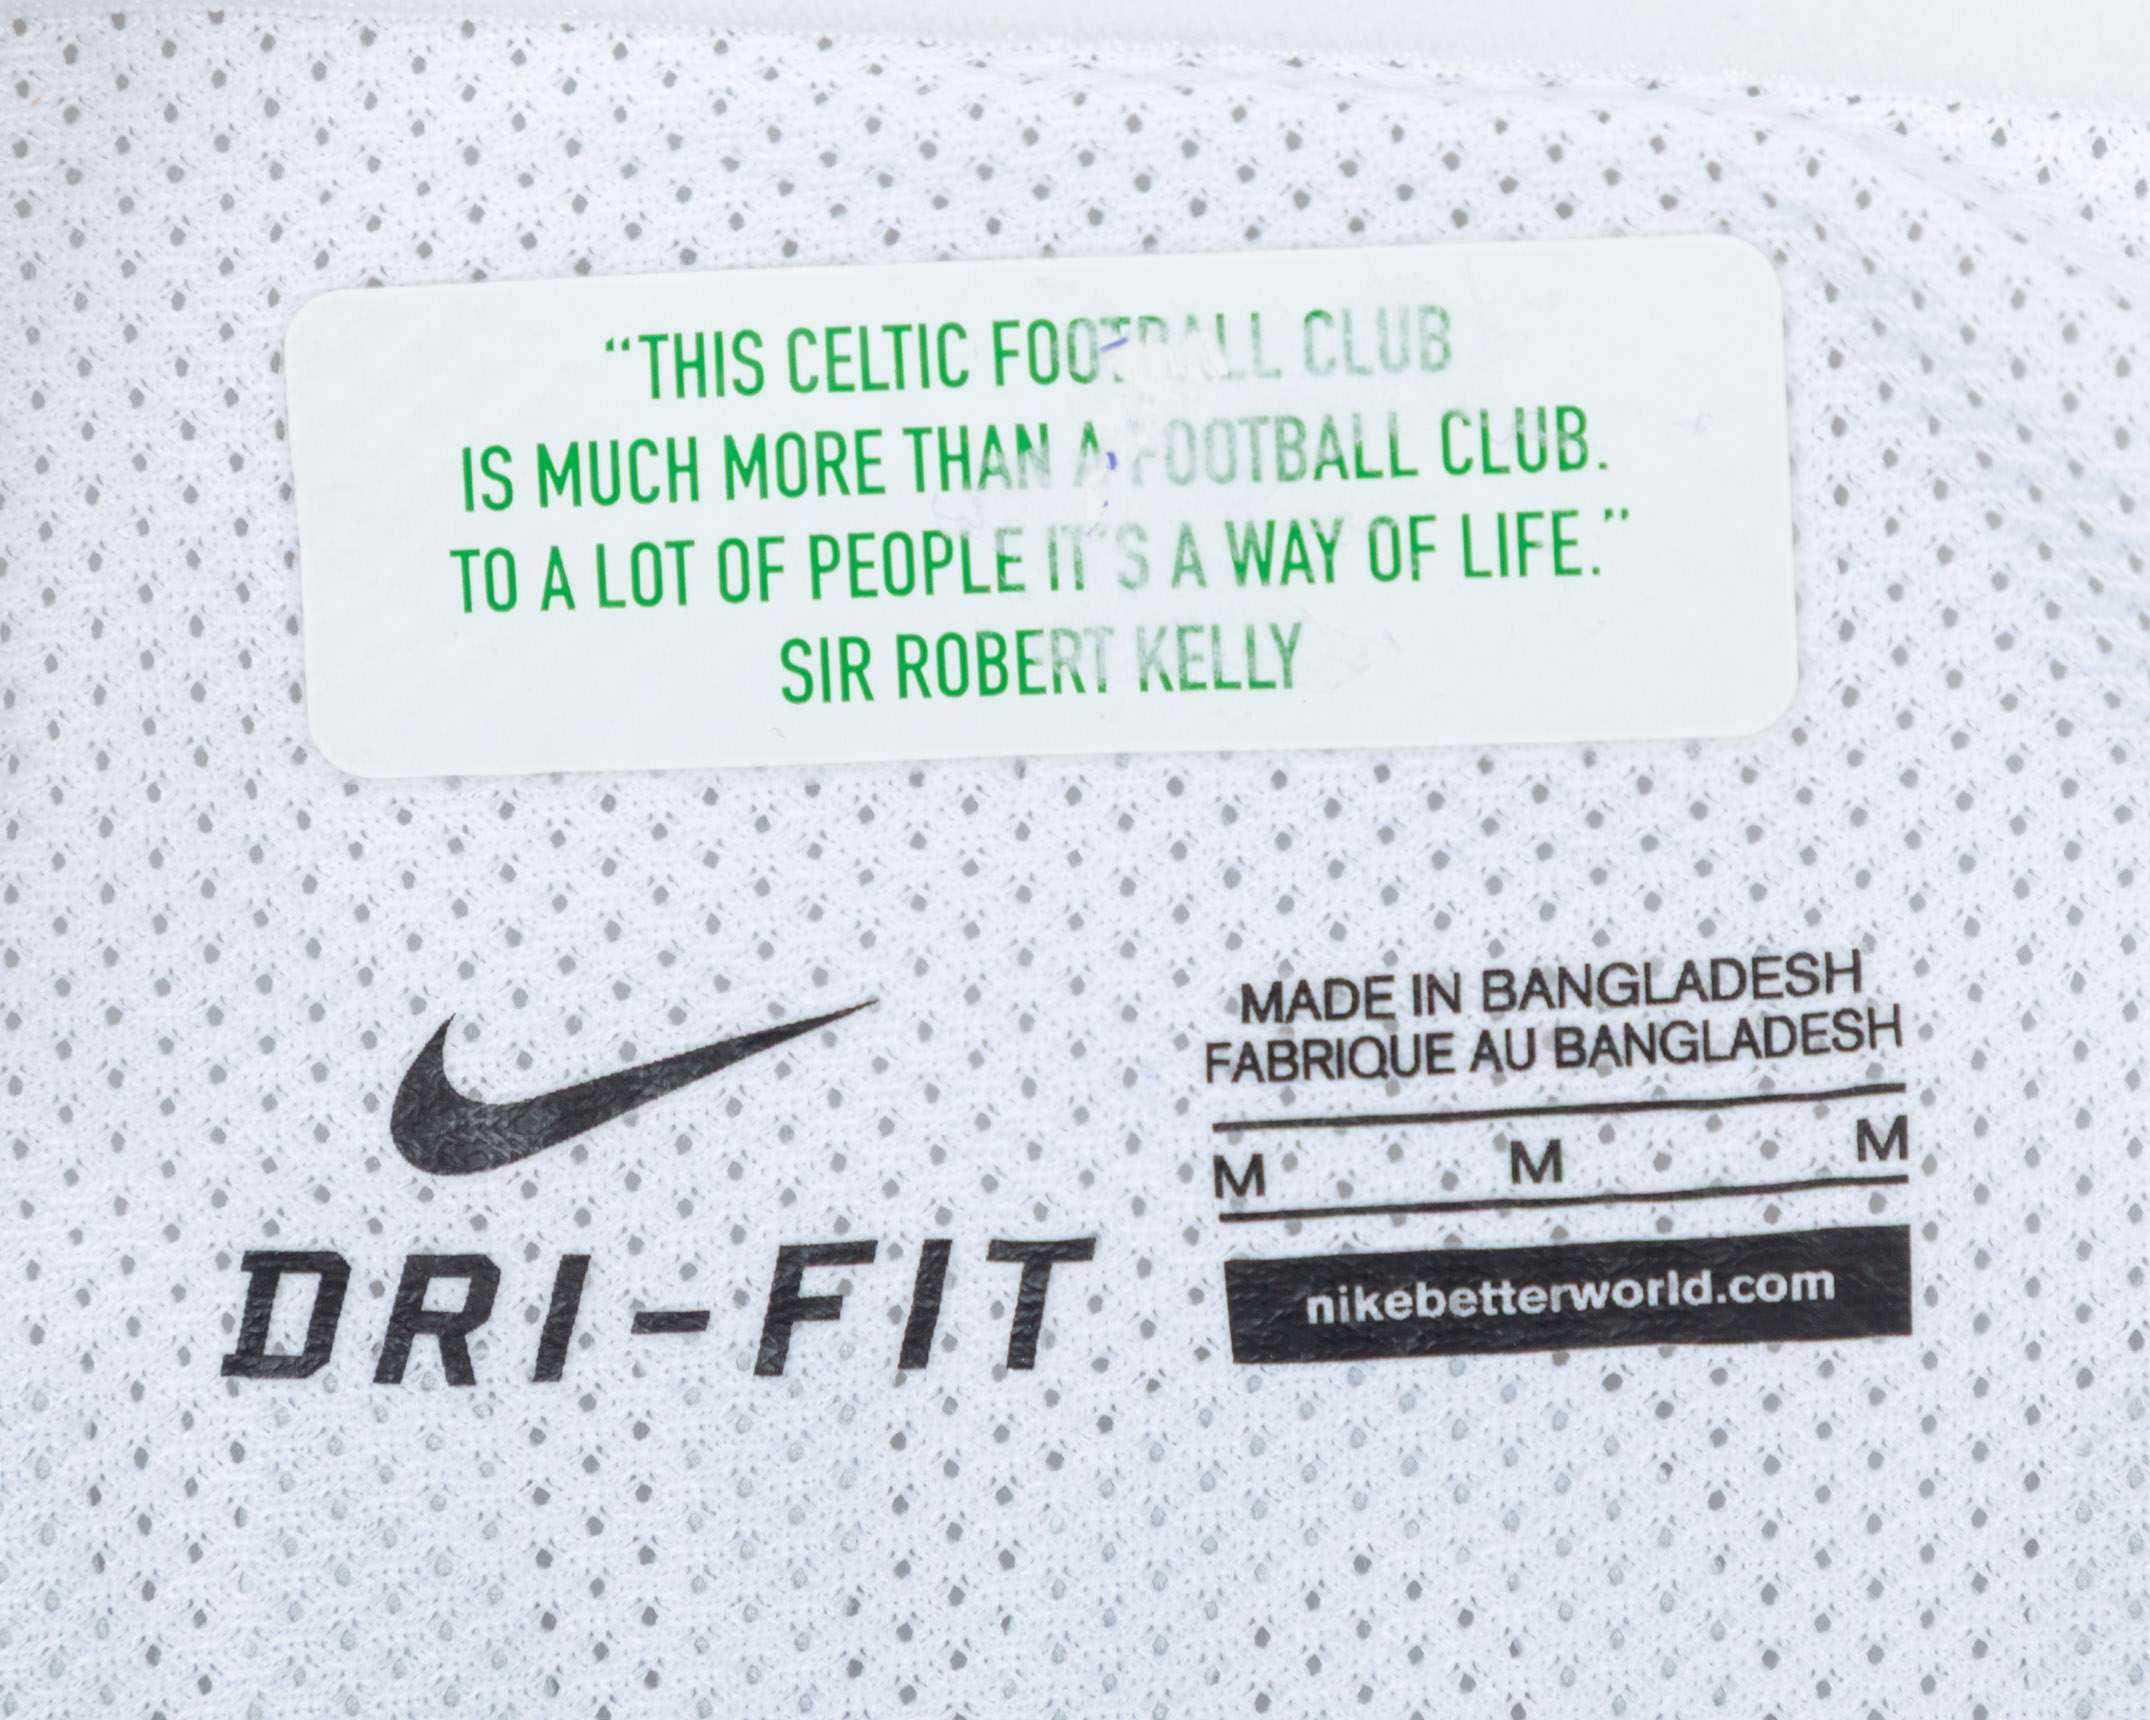 “THIS CELTIC FOOTBALL CLUB
IS MUCH MORE THAN A FOOTBALL CLUB.
TO A LOT OF PEOPLE IT'S A WAY OF LIFE.”
SIR ROBERT KELLY
DRI-FIT
MADE IN BANGLADESH
FABRIQUE AU BANGLADESH
M M M
nikebetterworld.com